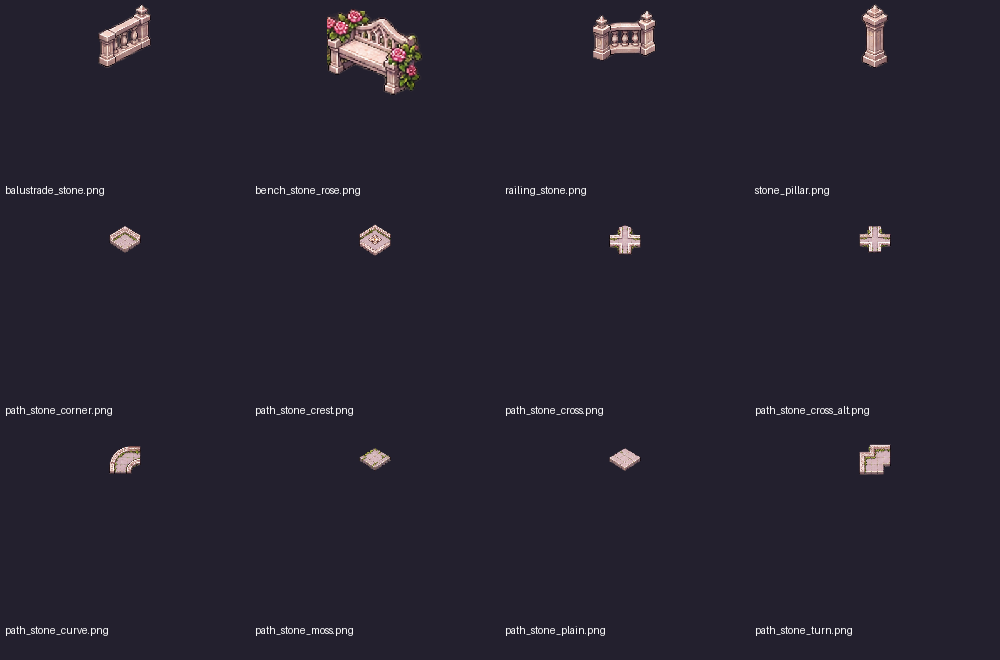 balustrade_stone.png
bench_stone_rose.png
railing_stone.png
stone_pillar.png
path_stone_corner.png
path_stone_crest.png
path_stone_cross.png
path_stone_cross_alt.png
path_stone_curve.png
path_stone_moss.png
path_stone_plain.png
path_stone_turn.png